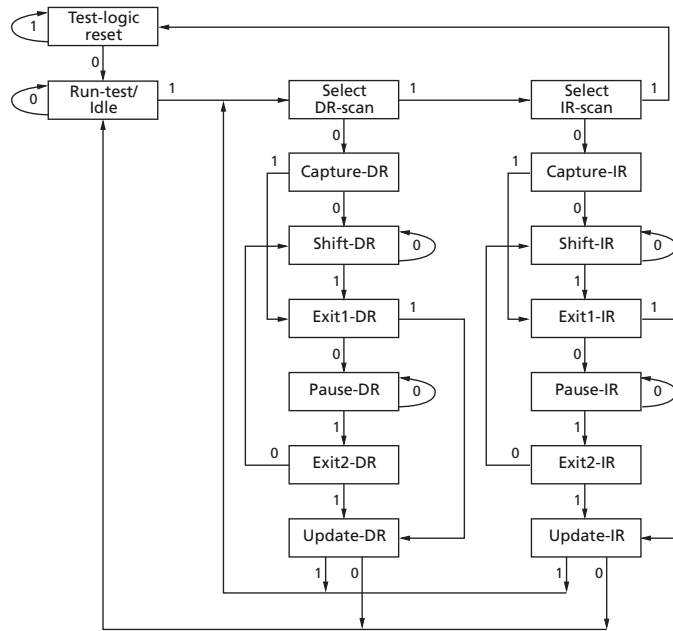 Test-logic
reset
1
0
Run-test/
Idle
0
1
Select
DR-scan
1
Select
IR-scan
1
0
0
1
Capture-DR
1
Capture-IR
0
0
Shift-DR
0
Shift-IR
0
1
1
Exit1-DR
1
Exit1-IR
1
0
0
Pause-DR
0
Pause-IR
0
1
1
0
Exit2-DR
0
Exit2-IR
1
1
Update-DR
Update-IR
1
0
1
0